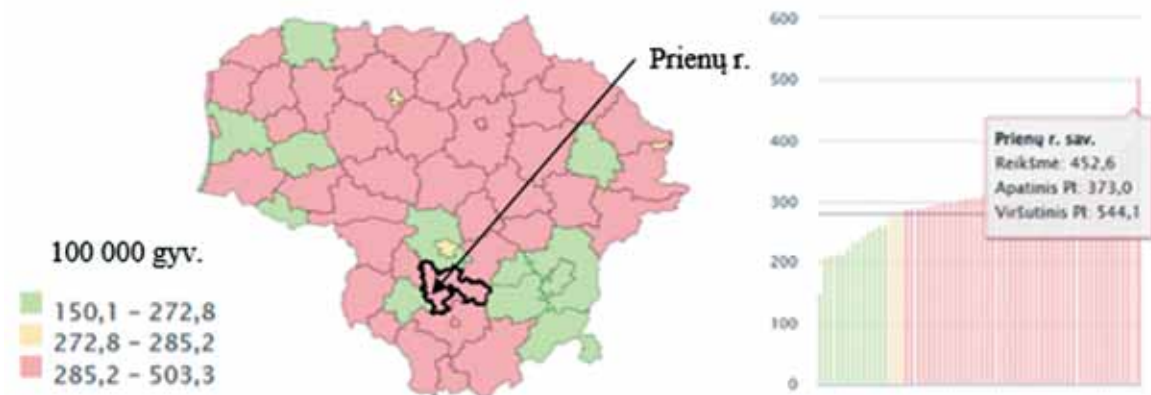 Prienų r.
100 000 gyv.
150,1 – 272,8
272,8 – 285,2
285,2 – 503,3
600
500
400
300
200
100
0
Prienų r. sav.
Reikšmė: 452,6
Apatinis PI: 373,0
Viršutinis PI: 544,1